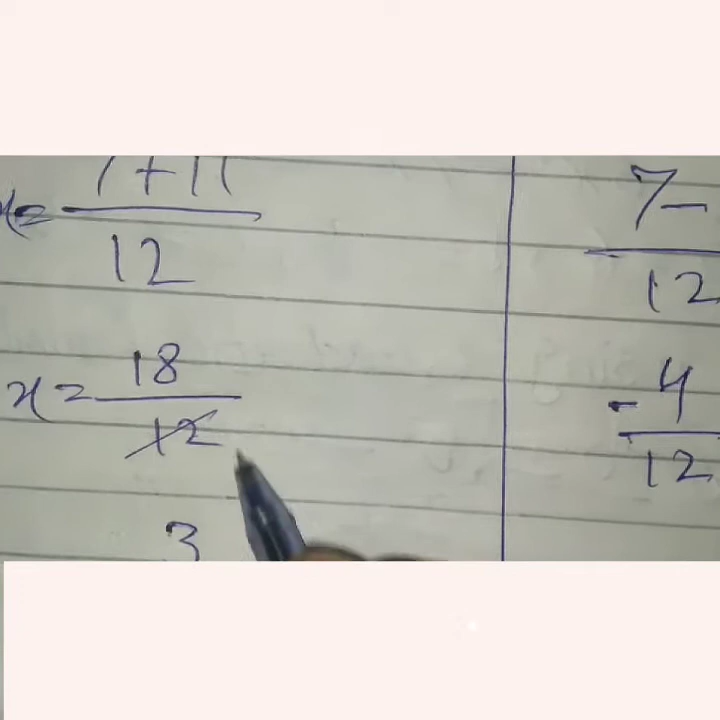 x = 7+11 / 12
x = 18 / 12
3
7- / 12
-4 / 12